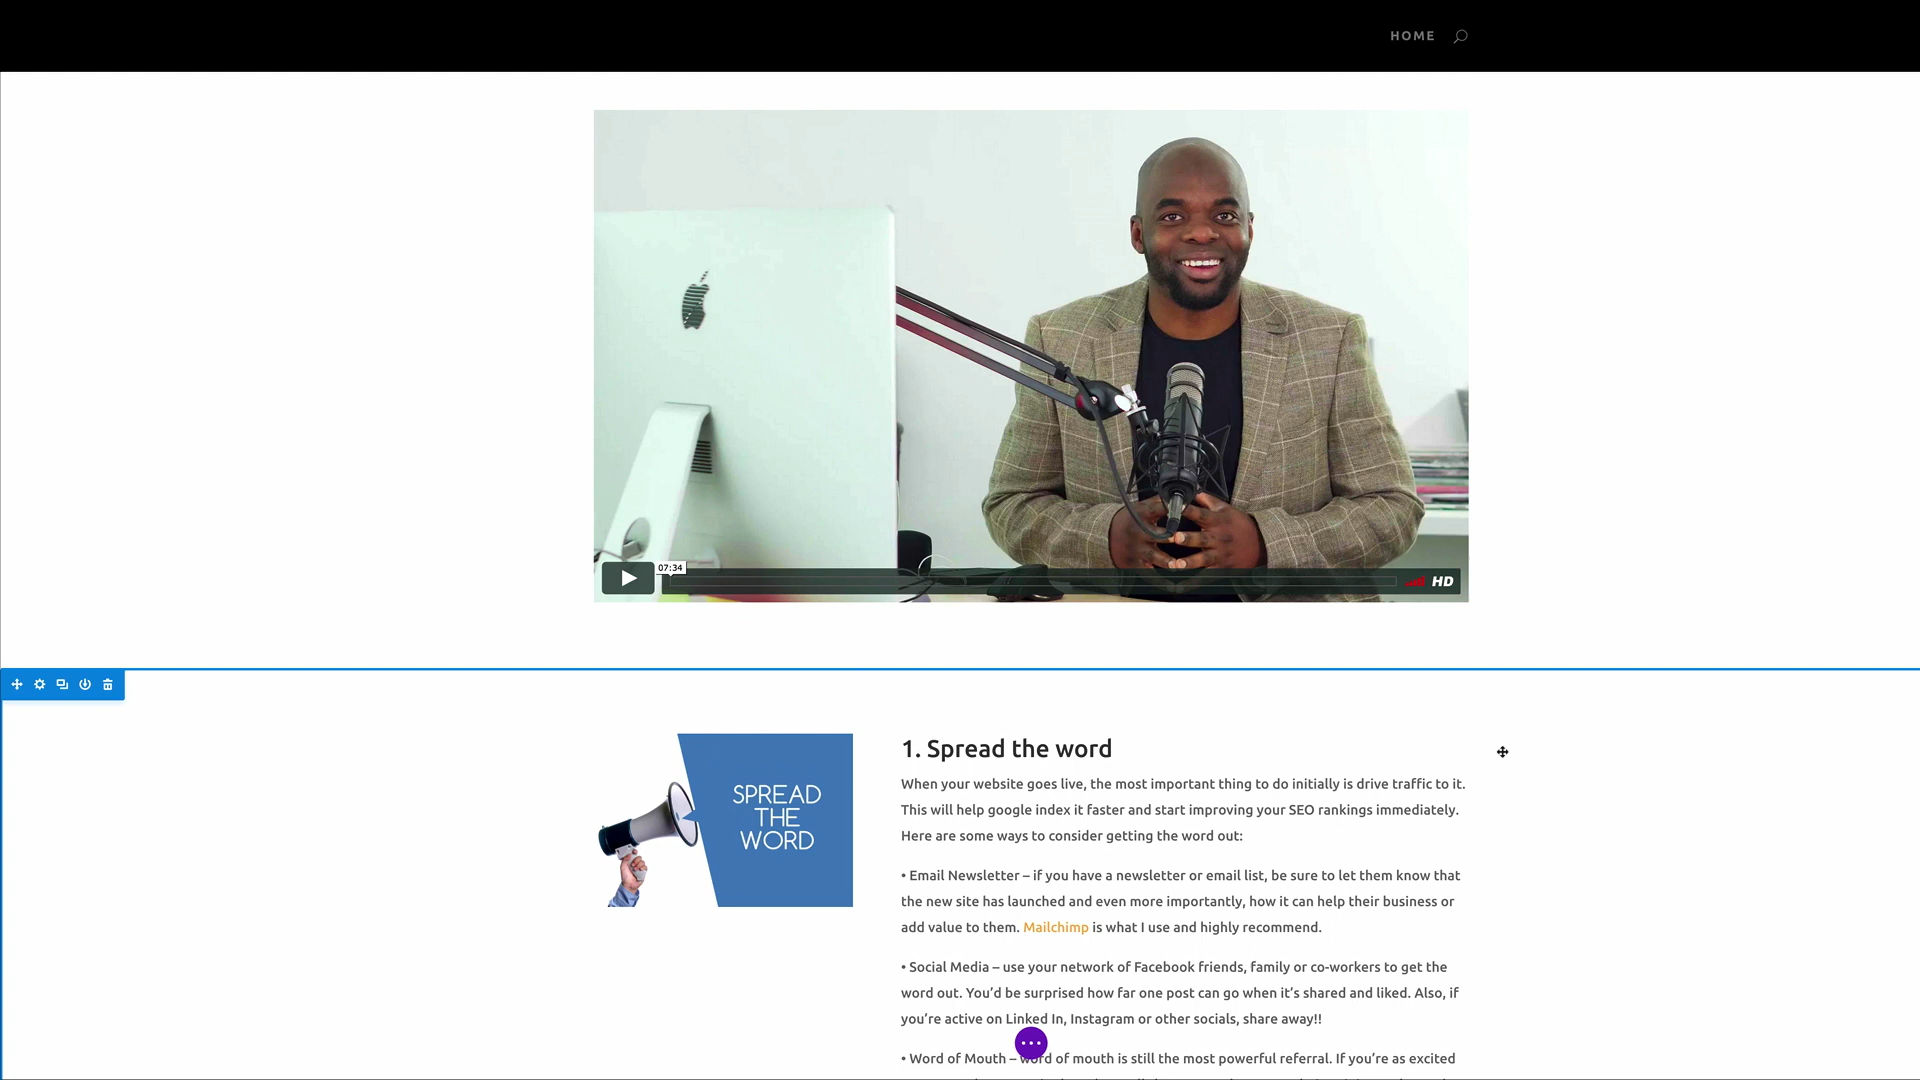 HOME
07:34
HD
SPREAD
THE
WORD
1. Spread the word
When your website goes live, the most important thing to do initially is drive traffic to it.
This will help google index it faster and start improving your SEO rankings immediately.
Here are some ways to consider getting the word out:
• Email Newsletter – if you have a newsletter or email list, be sure to let them know that
the new site has launched and even more importantly, how it can help their business or
add value to them. Mailchimp is what I use and highly recommend.
• Social Media – use your network of Facebook friends, family or co-workers to get the
word out. You’d be surprised how far one post can go when it’s shared and liked. Also, if
you’re active on Linked In, Instagram or other socials, share away!!
• Word of Mouth – word of mouth is still the most powerful referral. If you’re as excited